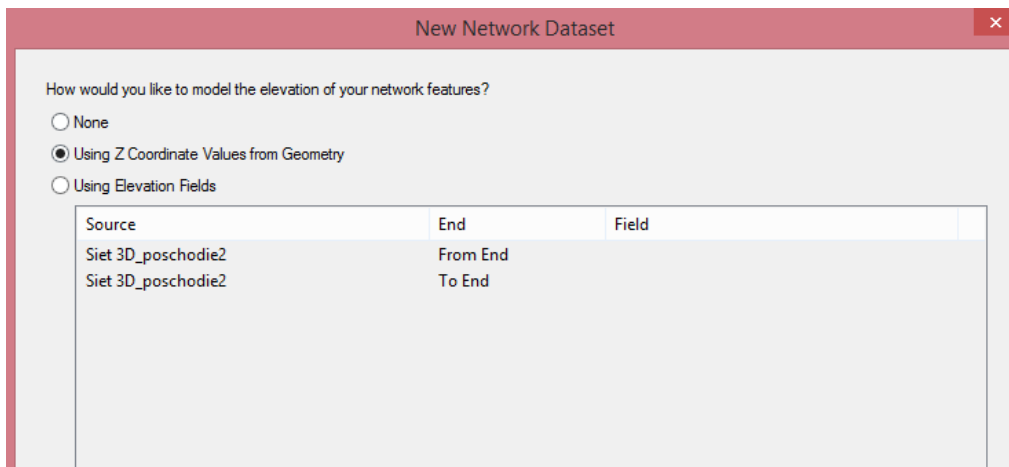 New Network Dataset
How would you like to model the elevation of your network features?
None
Using Z Coordinate Values from Geometry
Using Elevation Fields
Source End Field
Siet 3D_poschodie2 From End
Siet 3D_poschodie2 To End